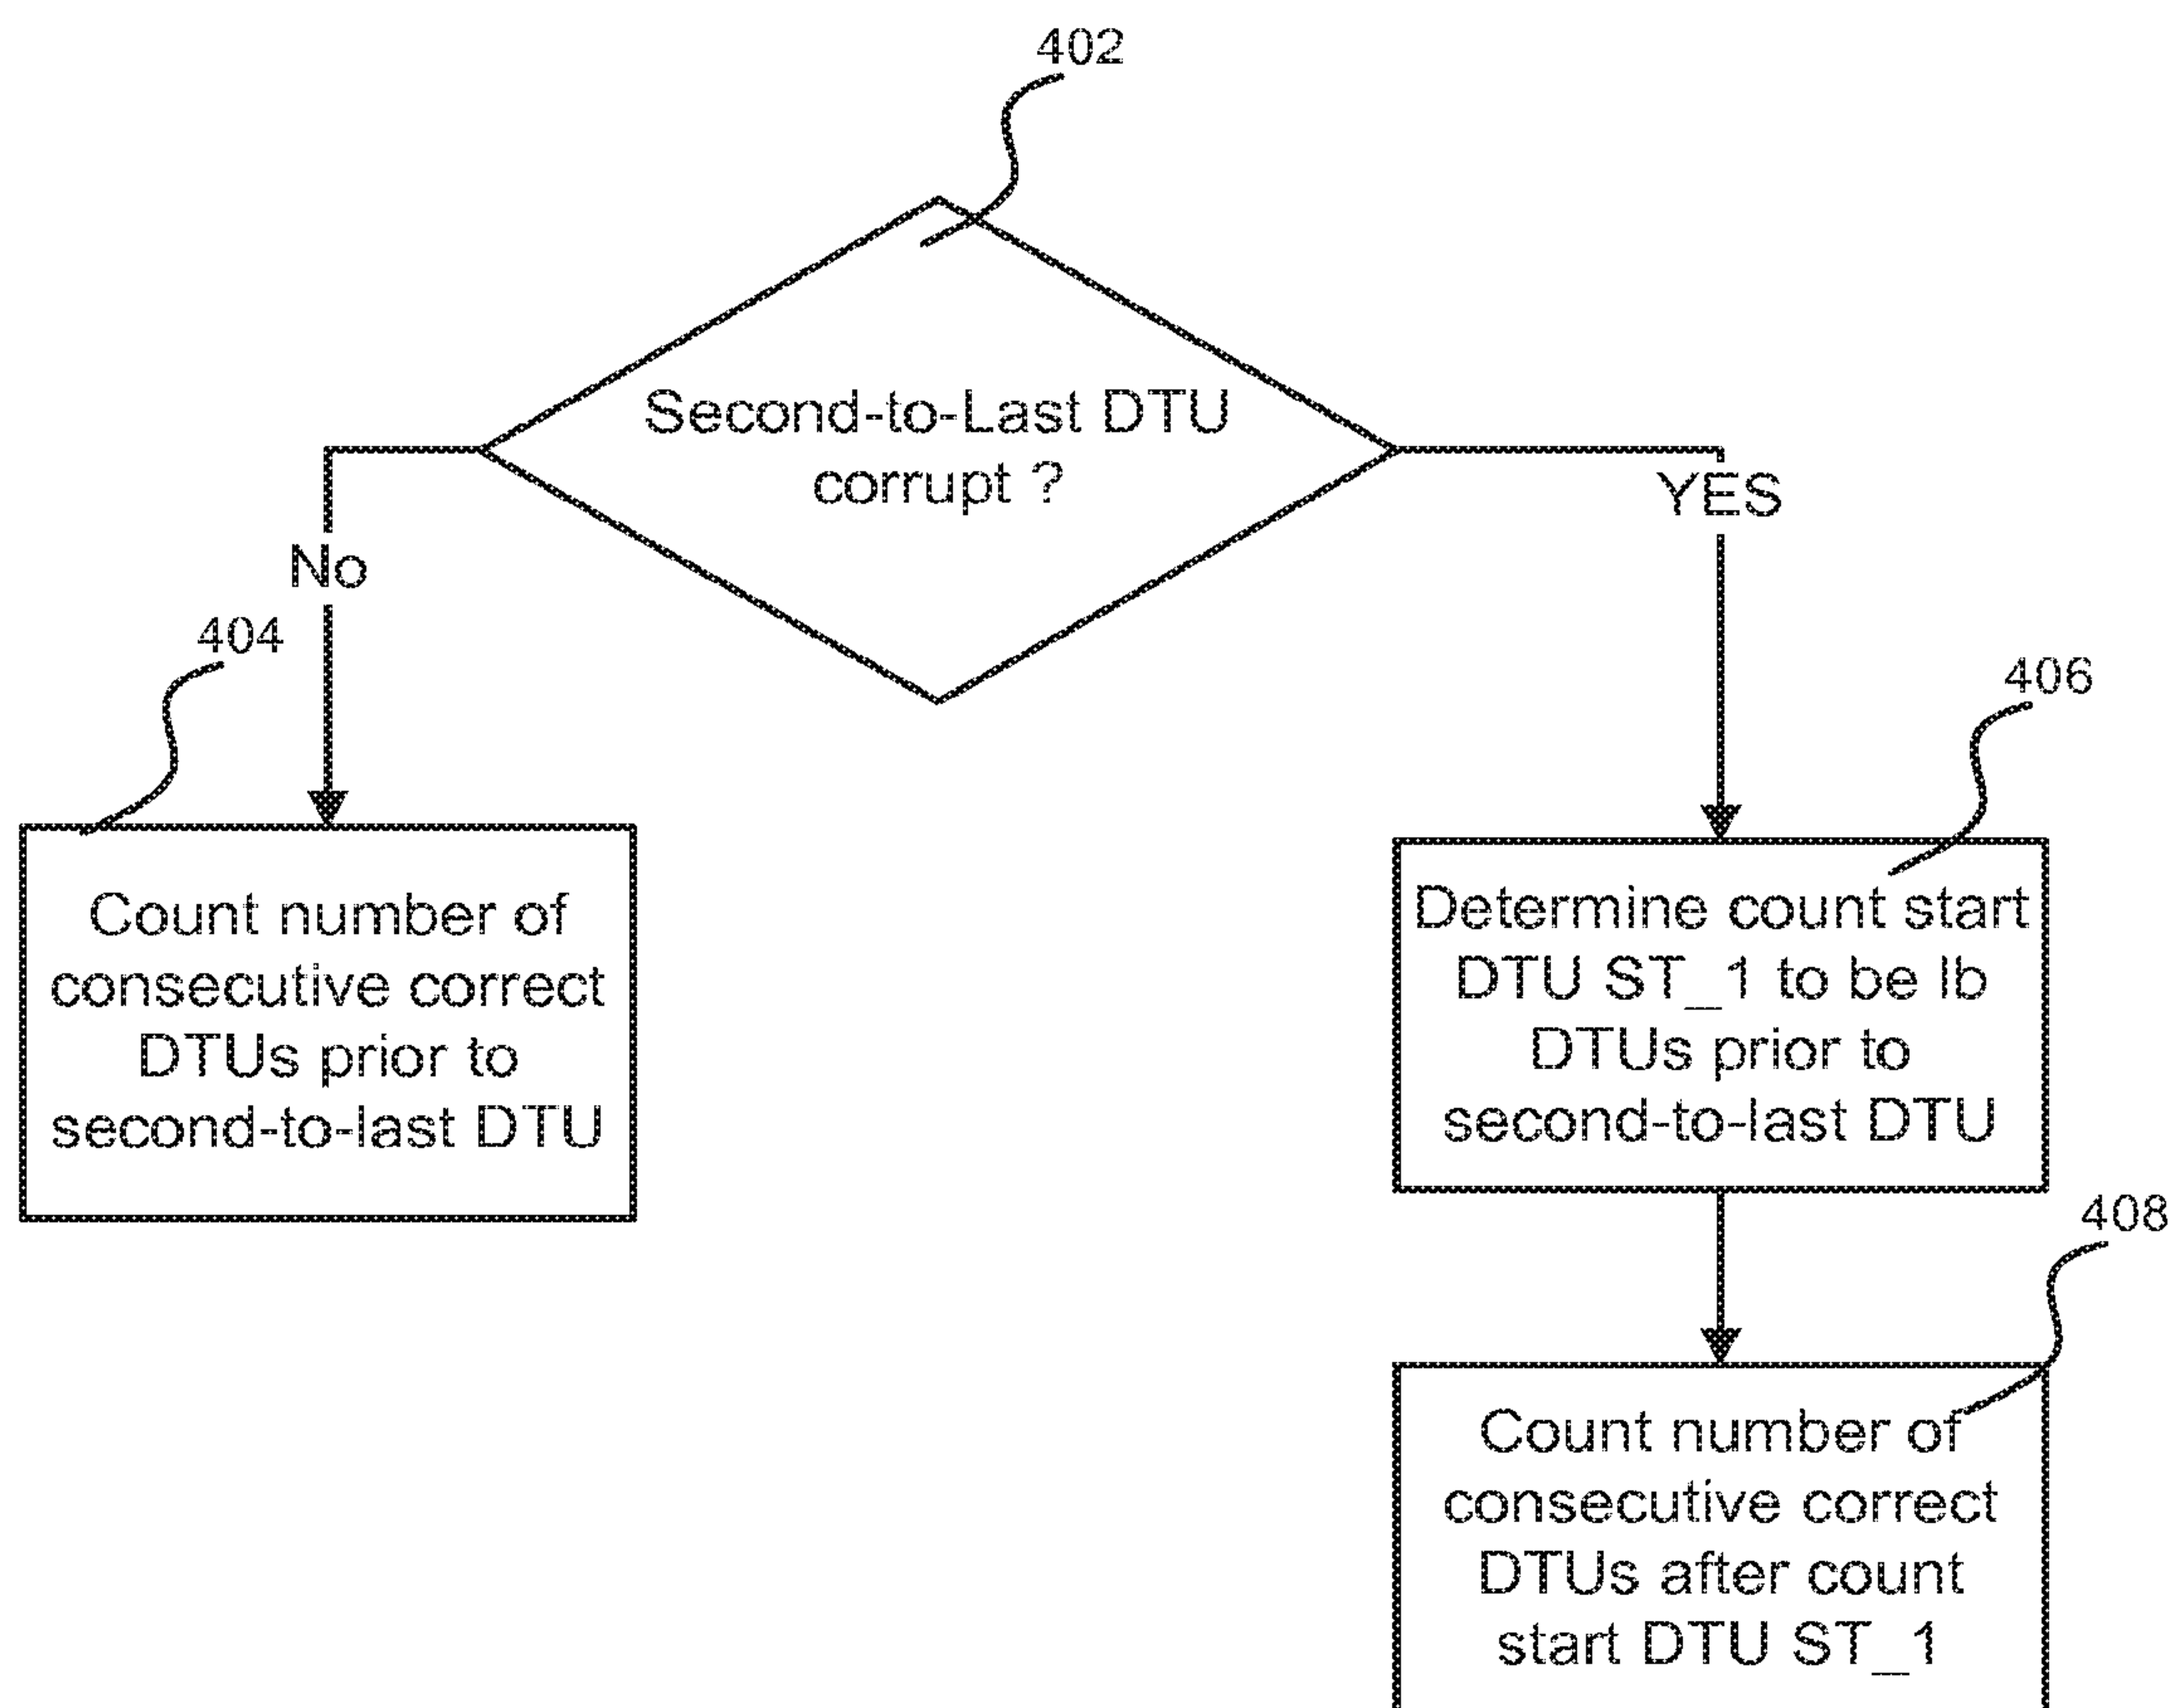 402
Second-to-Last DTU
corrupt ?
YES
No
404
406
Count number of
consecutive correct
DTUs prior to
second-to-last DTU
Determine count start
DTU ST_1 to be lb
DTUs prior to
second-to-last DTU
408
Count number of
consecutive correct
DTUs after count
start DTU ST_1